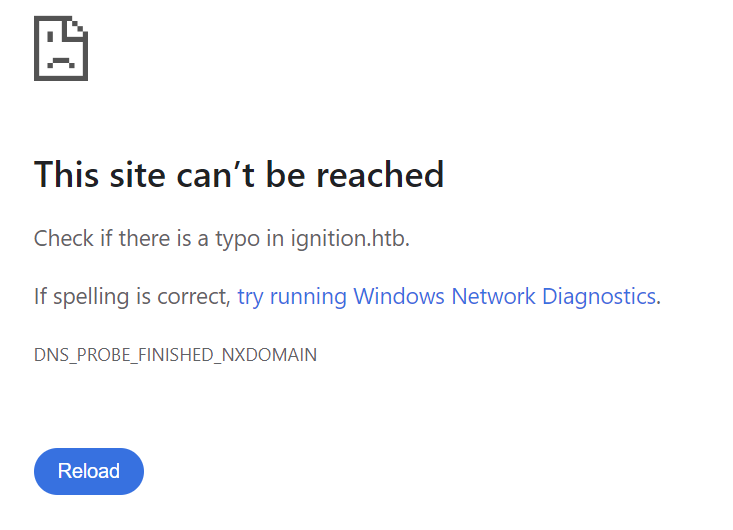 This site can’t be reached
Check if there is a typo in ignition.htb.
If spelling is correct, try running Windows Network Diagnostics.
DNS_PROBE_FINISHED_NXDOMAIN
Reload